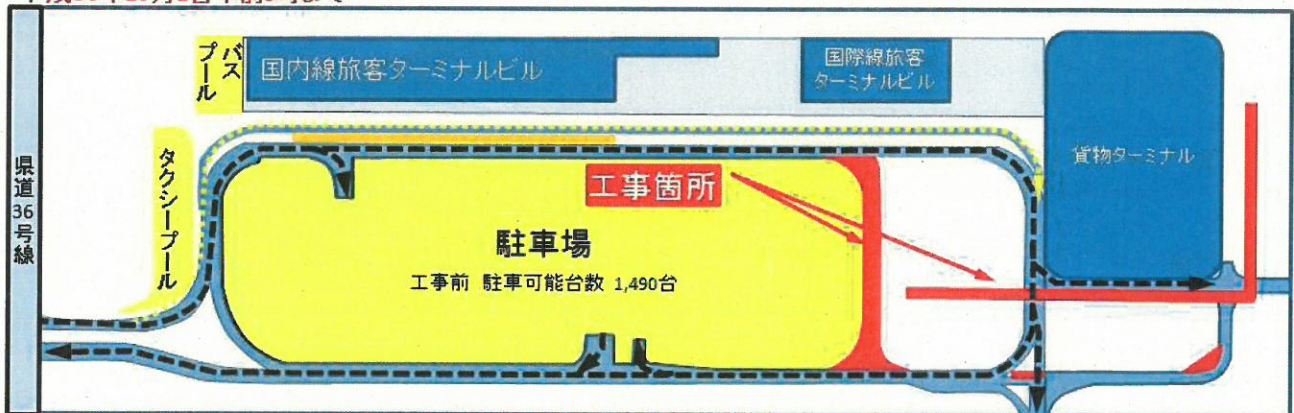 バス
プール
国内線旅客ターミナルビル
国際線旅客
ターミナルビル
貨物ターミナル
県道36号線
タクシープール
工事箇所
駐車場
工事前 駐車可能台数 1,490台